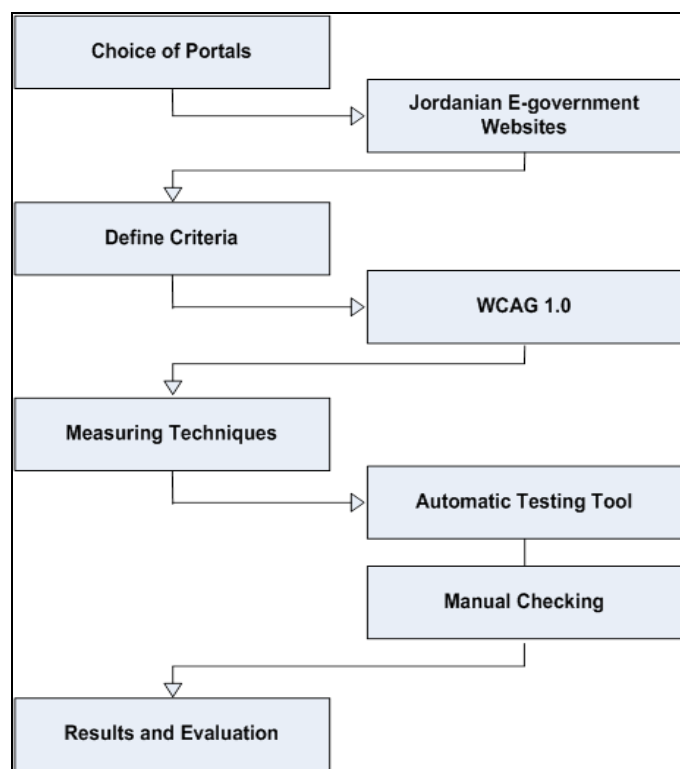 Choice of Portals
Jordanian E-government
Websites
Define Criteria
WCAG 1.0
Measuring Techniques
Automatic Testing Tool
Manual Checking
Results and Evaluation